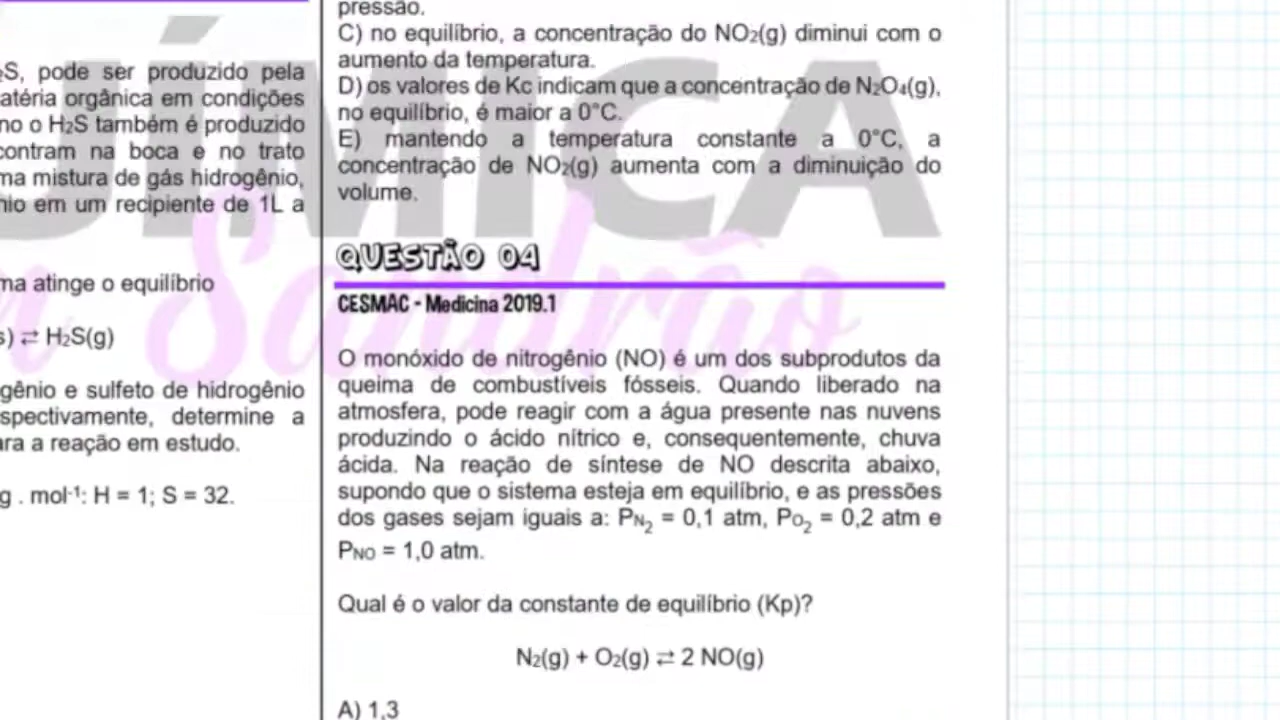 S, pode ser produzido pela
atéria orgânica em condições
no o H₂S também é produzido
contram na boca e no trato
ma mistura de gás hidrogênio,
nio em um recipiente de 1L a
ma atinge o equilíbrio
s) ⇄ H₂S(g)
gênio e sulfeto de hidrogênio
spectivamente, determine a
ara a reação em estudo.
g . mol⁻¹: H = 1; S = 32.
pressão.
C) no equilíbrio, a concentração do NO₂(g) diminui com o
aumento da temperatura.
D) os valores de Kc indicam que a concentração de N₂O₄(g),
no equilíbrio, é maior a 0°C.
E) mantendo a temperatura constante a 0°C, a
concentração de NO₂(g) aumenta com a diminuição do
volume.
QUESTÃO 04
CESMAC - Medicina 2019.1
O monóxido de nitrogênio (NO) é um dos subprodutos da
queima de combustíveis fósseis. Quando liberado na
atmosfera, pode reagir com a água presente nas nuvens
produzindo o ácido nítrico e, consequentemente, chuva
ácida. Na reação de síntese de NO descrita abaixo,
supondo que o sistema esteja em equilíbrio, e as pressões
dos gases sejam iguais a: PN₂ = 0,1 atm, PO₂ = 0,2 atm e
PNO = 1,0 atm.
Qual é o valor da constante de equilíbrio (Kp)?
N₂(g) + O₂(g) ⇄ 2 NO(g)
A) 1,3
ÍMICA
Sandrão